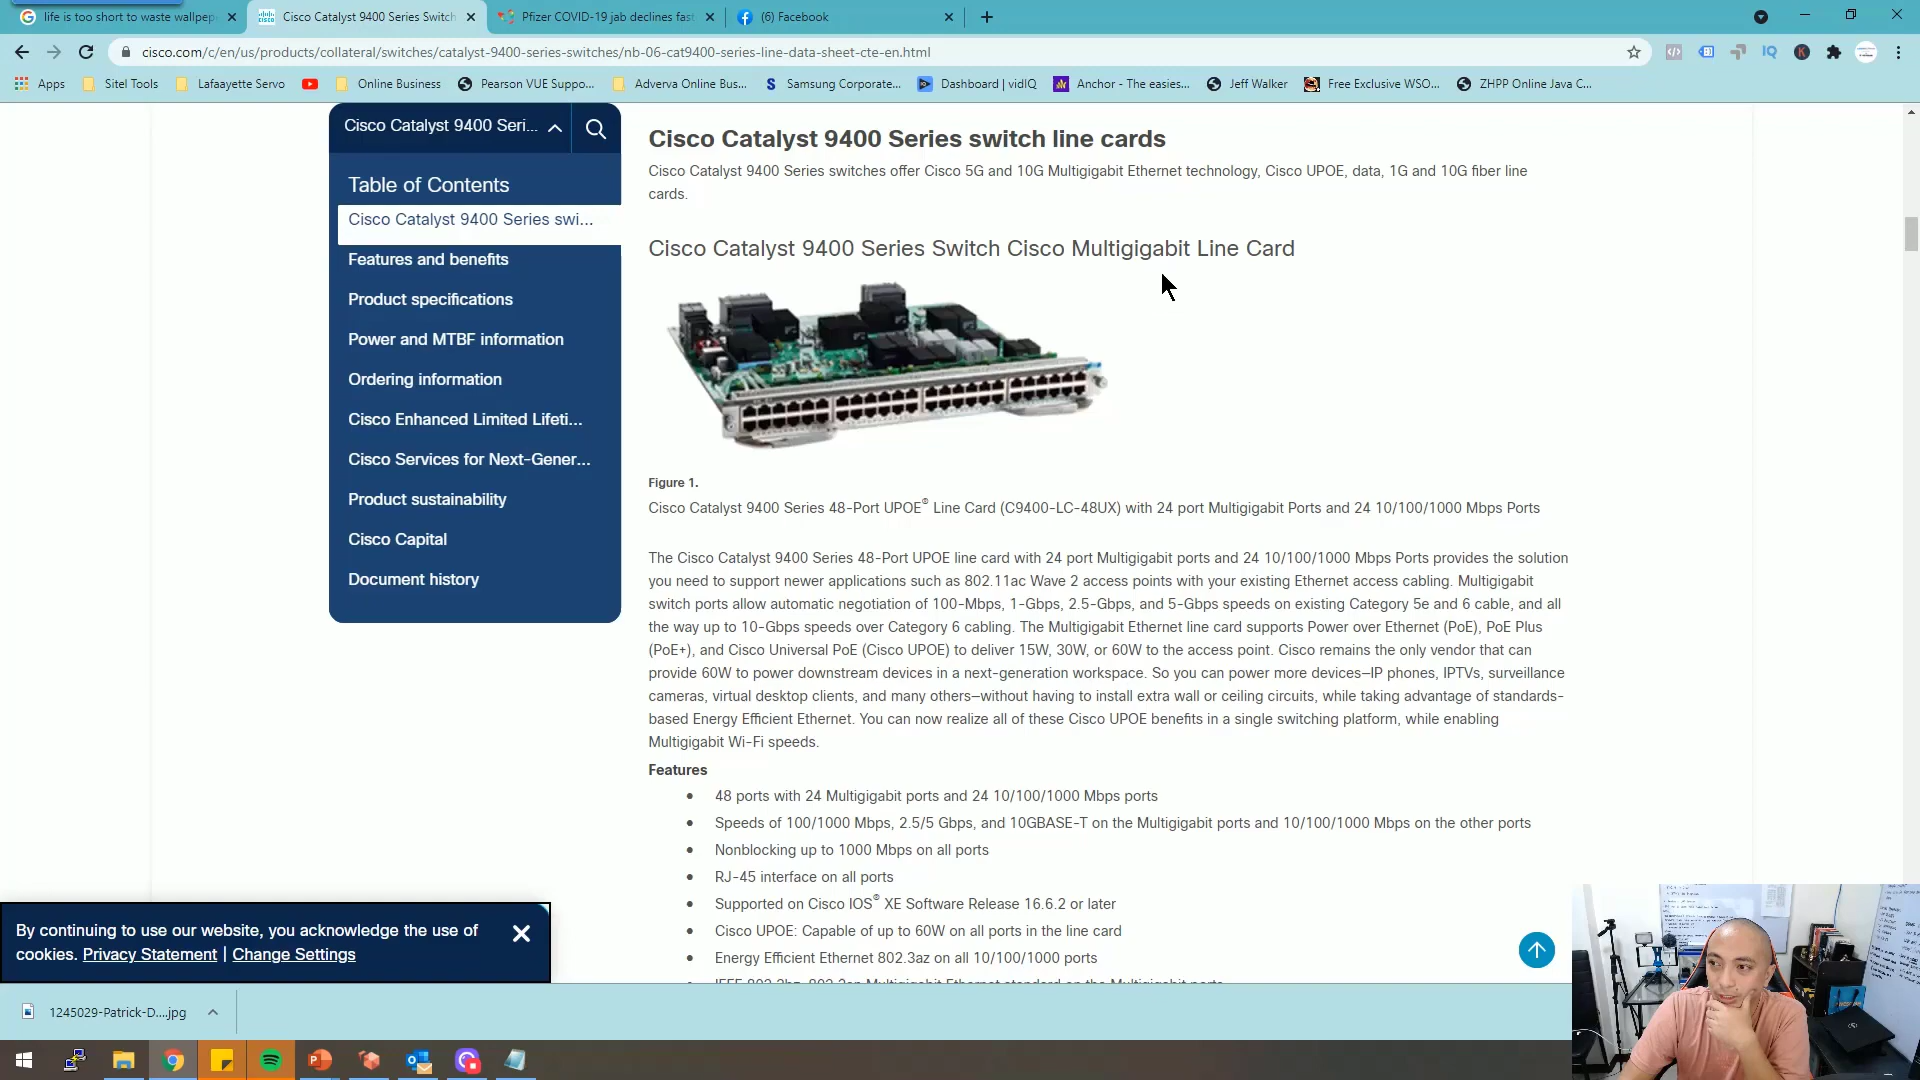 life is too short to waste wallpep
Cisco Catalyst 9400 Series Switch
Pfizer COVID-19 jab declines fast
(6) Facebook
cisco.com/c/en/us/products/collateral/switches/catalyst-9400-series-switches/nb-06-cat9400-series-line-data-sheet-cte-en.html
Apps
Sitel Tools
Lafaayette Servo
Online Business
Pearson VUE Suppo...
Adverva Online Bus...
Samsung Corporate...
Dashboard | vidIQ
Anchor - The easies...
Jeff Walker
Free Exclusive WSO...
ZHPP Online Java C...
Cisco Catalyst 9400 Seri...
Table of Contents
Cisco Catalyst 9400 Series swi...
Features and benefits
Product specifications
Power and MTBF information
Ordering information
Cisco Enhanced Limited Lifeti...
Cisco Services for Next-Gener...
Product sustainability
Cisco Capital
Document history
Cisco Catalyst 9400 Series switch line cards
Cisco Catalyst 9400 Series switches offer Cisco 5G and 10G Multigigabit Ethernet technology, Cisco UPOE, data, 1G and 10G fiber line
cards.
Cisco Catalyst 9400 Series Switch Cisco Multigigabit Line Card
Figure 1.
Cisco Catalyst 9400 Series 48-Port UPOE® Line Card (C9400-LC-48UX) with 24 port Multigigabit Ports and 24 10/100/1000 Mbps Ports
The Cisco Catalyst 9400 Series 48-Port UPOE line card with 24 port Multigigabit ports and 24 10/100/1000 Mbps Ports provides the solution
you need to support newer applications such as 802.11ac Wave 2 access points with your existing Ethernet access cabling. Multigigabit
switch ports allow automatic negotiation of 100-Mbps, 1-Gbps, 2.5-Gbps, and 5-Gbps speeds on existing Category 5e and 6 cable, and all
the way up to 10-Gbps speeds over Category 6 cabling. The Multigigabit Ethernet line card supports Power over Ethernet (PoE), PoE Plus
(PoE+), and Cisco Universal PoE (Cisco UPOE) to deliver 15W, 30W, or 60W to the access point. Cisco remains the only vendor that can
provide 60W to power downstream devices in a next-generation workspace. So you can power more devices—IP phones, IPTVs, surveillance
cameras, virtual desktop clients, and many others—without having to install extra wall or ceiling circuits, while taking advantage of standards-
based Energy Efficient Ethernet. You can now realize all of these Cisco UPOE benefits in a single switching platform, while enabling
Multigigabit Wi-Fi speeds.
Features
● 48 ports with 24 Multigigabit ports and 24 10/100/1000 Mbps ports
● Speeds of 100/1000 Mbps, 2.5/5 Gbps, and 10GBASE-T on the Multigigabit ports and 10/100/1000 Mbps on the other ports
● Nonblocking up to 1000 Mbps on all ports
● RJ-45 interface on all ports
● Supported on Cisco IOS® XE Software Release 16.6.2 or later
● Cisco UPOE: Capable of up to 60W on all ports in the line card
● Energy Efficient Ethernet 802.3az on all 10/100/1000 ports
By continuing to use our website, you acknowledge the use of
cookies. Privacy Statement | Change Settings
1245029-Patrick-D....jpg